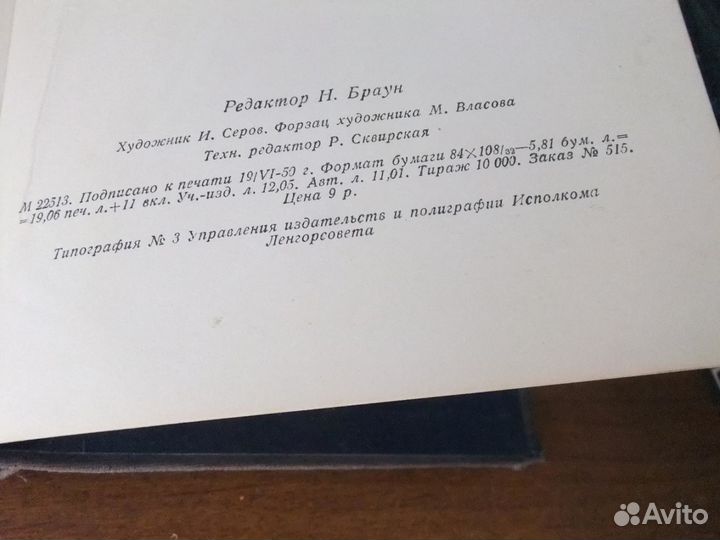 Редактор Н. Браун
Художник И. Серов. Форзац художника М. Власова
Техн. редактор Р. Сквирская
М 22513. Подписано к печати 19/VI-50 г. Формат бумаги 84×108/32—5,81 бум. л.=
=19,06 печ. л.+11 вкл. Уч.-изд. л. 12,05. Авт. л. 11,01. Тираж 10 000. Заказ № 515.
Цена 9 р.
Типография № 3 Управления издательств и полиграфии Исполкома
Ленгорсовета
Avito